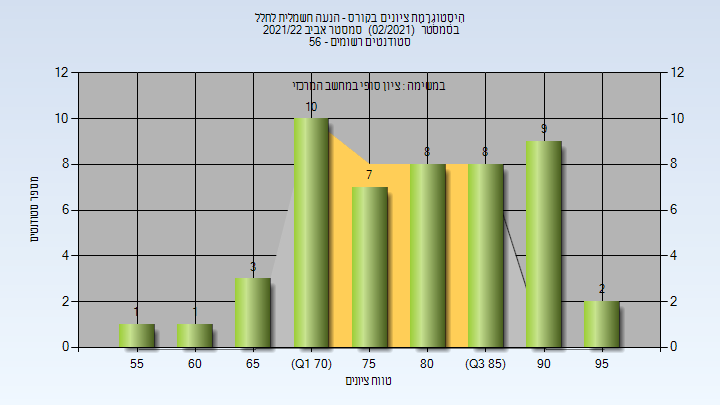 היסטוגרמת ציונים בקורס - הנעה חשמלית לחלל
בסמסטר (02/2021) סמסטר אביב 2021/22
סטודנטים רשומים - 56
במשימה : ציון סופי במחשב המרכזי
12 12
10 10
8 8
6 6
4 4
2 2
0 0
1 1 3 10 7 8 8 9 2
מספר סטודנטים
55 60 65 (Q1 70) 75 80 (Q3 85) 90 95
טווח ציונים